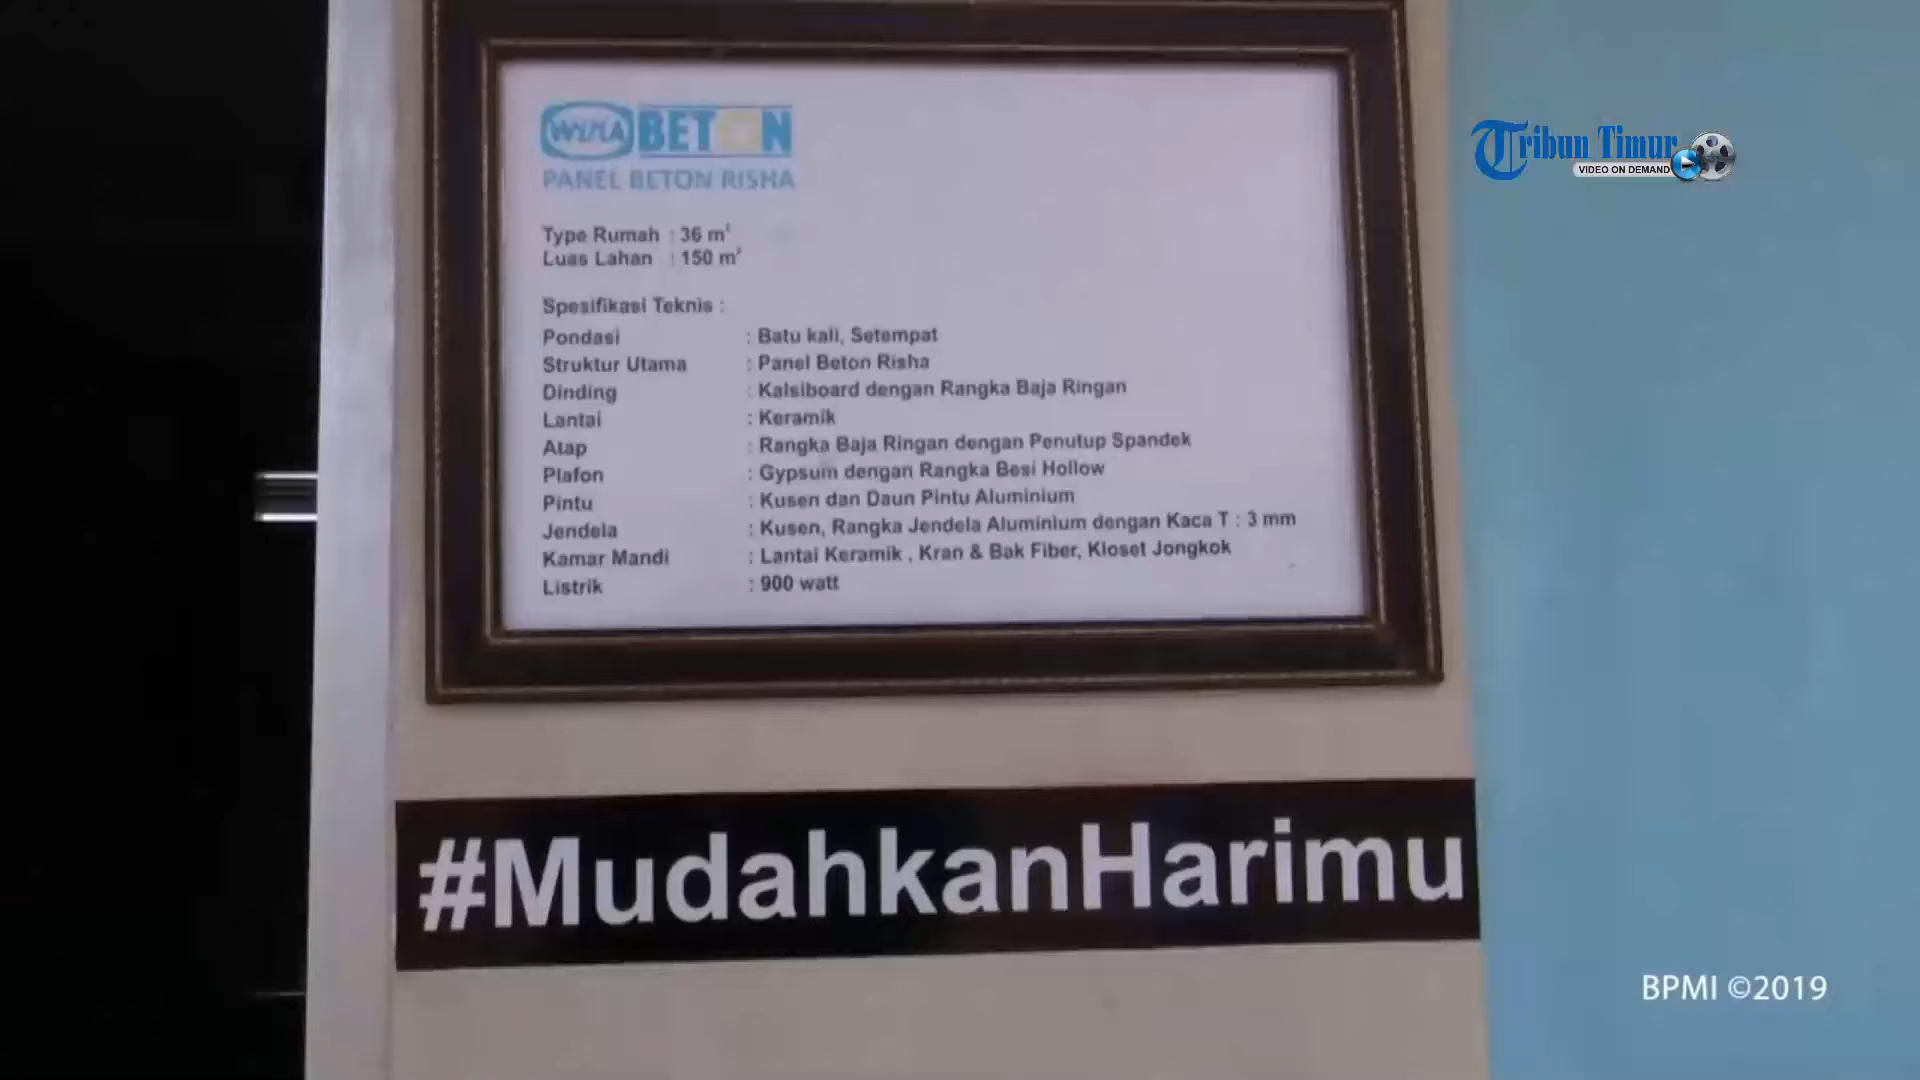 WIKA BETON
PANEL BETON RISHA
Type Rumah : 36 m²
Luas Lahan : 150 m²
Spesifikasi Teknis :
Pondasi : Batu kali, Setempat
Struktur Utama : Panel Beton Risha
Dinding : Kalsiboard dengan Rangka Baja Ringan
Lantai : Keramik
Atap : Rangka Baja Ringan dengan Penutup Spandek
Plafon : Gypsum dengan Rangka Besi Hollow
Pintu : Kusen dan Daun Pintu Aluminium
Jendela : Kusen, Rangka Jendela Aluminium dengan Kaca T : 3 mm
Kamar Mandi : Lantai Keramik , Kran & Bak Fiber, Kloset Jongkok
Listrik : 900 watt
#MudahkanHarimu
Tribun Timur
VIDEO ON DEMAND
BPMI ©2019